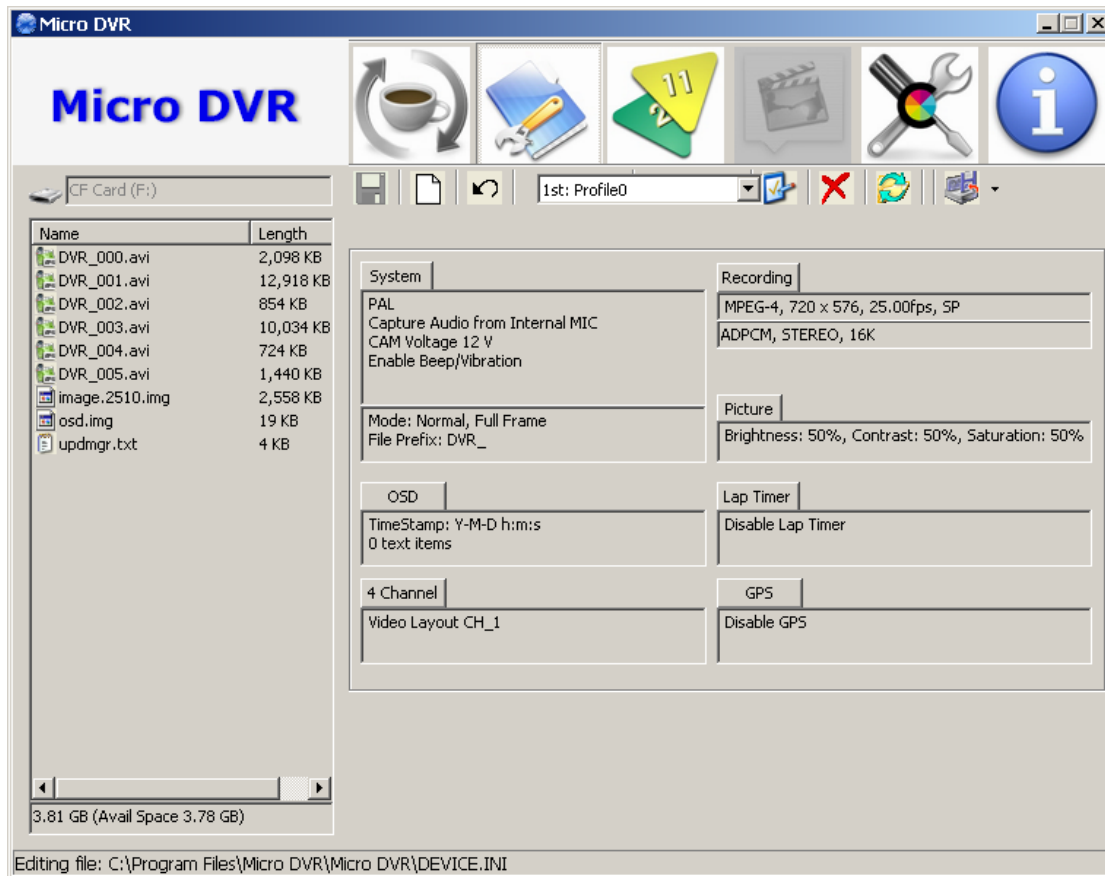 Micro DVR
Micro DVR
11
2
i
CF Card (F:)
1st: Profile0
Name Length
DVR_000.avi 2,098 KB
DVR_001.avi 12,918 KB
DVR_002.avi 854 KB
DVR_003.avi 10,034 KB
DVR_004.avi 724 KB
DVR_005.avi 1,440 KB
image.2510.img 2,558 KB
osd.img 19 KB
updmgr.txt 4 KB
3.81 GB (Avail Space 3.78 GB)
System
PAL
Capture Audio from Internal MIC
CAM Voltage 12 V
Enable Beep/Vibration
Mode: Normal, Full Frame
File Prefix: DVR_
Recording
MPEG-4, 720 x 576, 25.00fps, SP
ADPCM, STEREO, 16K
Picture
Brightness: 50%, Contrast: 50%, Saturation: 50%
OSD
TimeStamp: Y-M-D h:m:s
0 text items
Lap Timer
Disable Lap Timer
4 Channel
Video Layout CH_1
GPS
Disable GPS
Editing file: C:\Program Files\Micro DVR\Micro DVR\DEVICE.INI